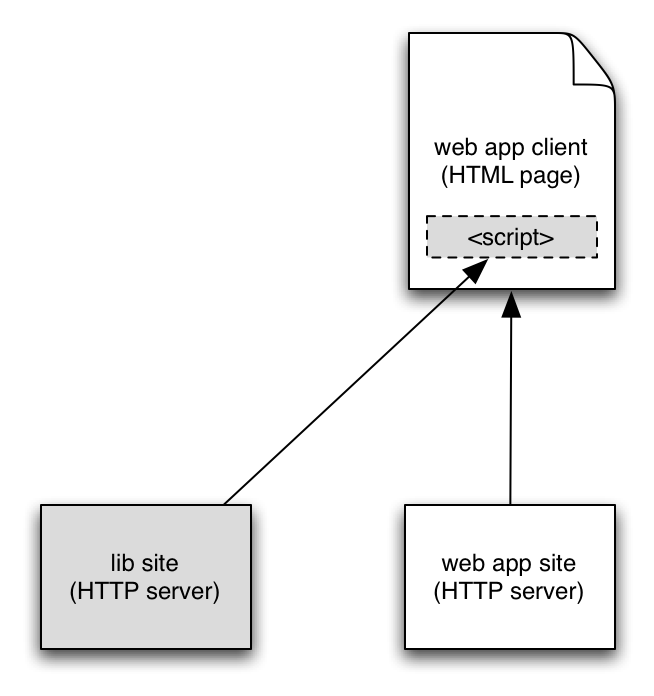 web app client
(HTML page)
<script>
lib site
(HTTP server)
web app site
(HTTP server)